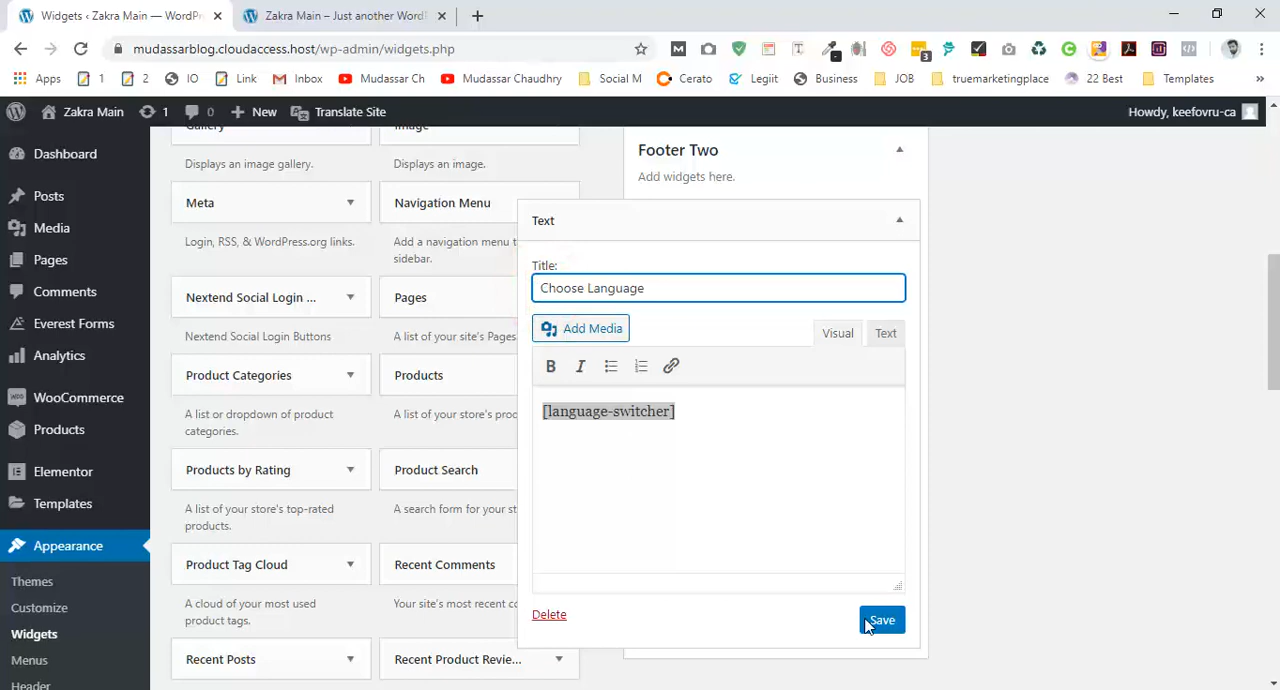 Widgets ‹ Zakra Main — WordPr
Zakra Main – Just another Word
mudassarblog.cloudaccess.host/wp-admin/widgets.php
3
Apps
1
2
IO
Link
Inbox
Mudassar Ch
Mudassar Chaudhry
Social M
Cerato
Legiit
Business
JOB
truemarketingplace
22 Best
Templates
»
Zakra Main
1
0
New
Translate Site
Howdy, keefovru-ca
Dashboard
Posts
Media
Pages
Comments
Everest Forms
Analytics
WooCommerce
Products
Elementor
Templates
Appearance
Themes
Customize
Widgets
Menus
Header
Gallery
Image
Displays an image gallery.
Displays an image.
Meta
Navigation Menu
Login, RSS, & WordPress.org links.
Add a navigation menu t
sidebar.
Nextend Social Login ...
Pages
Nextend Social Login Buttons
A list of your site's Pages
Product Categories
Products
A list or dropdown of product
categories.
A list of your store's prod
Products by Rating
Product Search
A list of your store's top-rated
products.
A search form for your st
Product Tag Cloud
Recent Comments
A cloud of your most used
product tags.
Your site's most recent co
Recent Posts
Recent Product Revie...
Footer Two
Add widgets here.
Text
Title:
Choose Language
Add Media
Visual
Text
B
I
[language-switcher]
Delete
Save